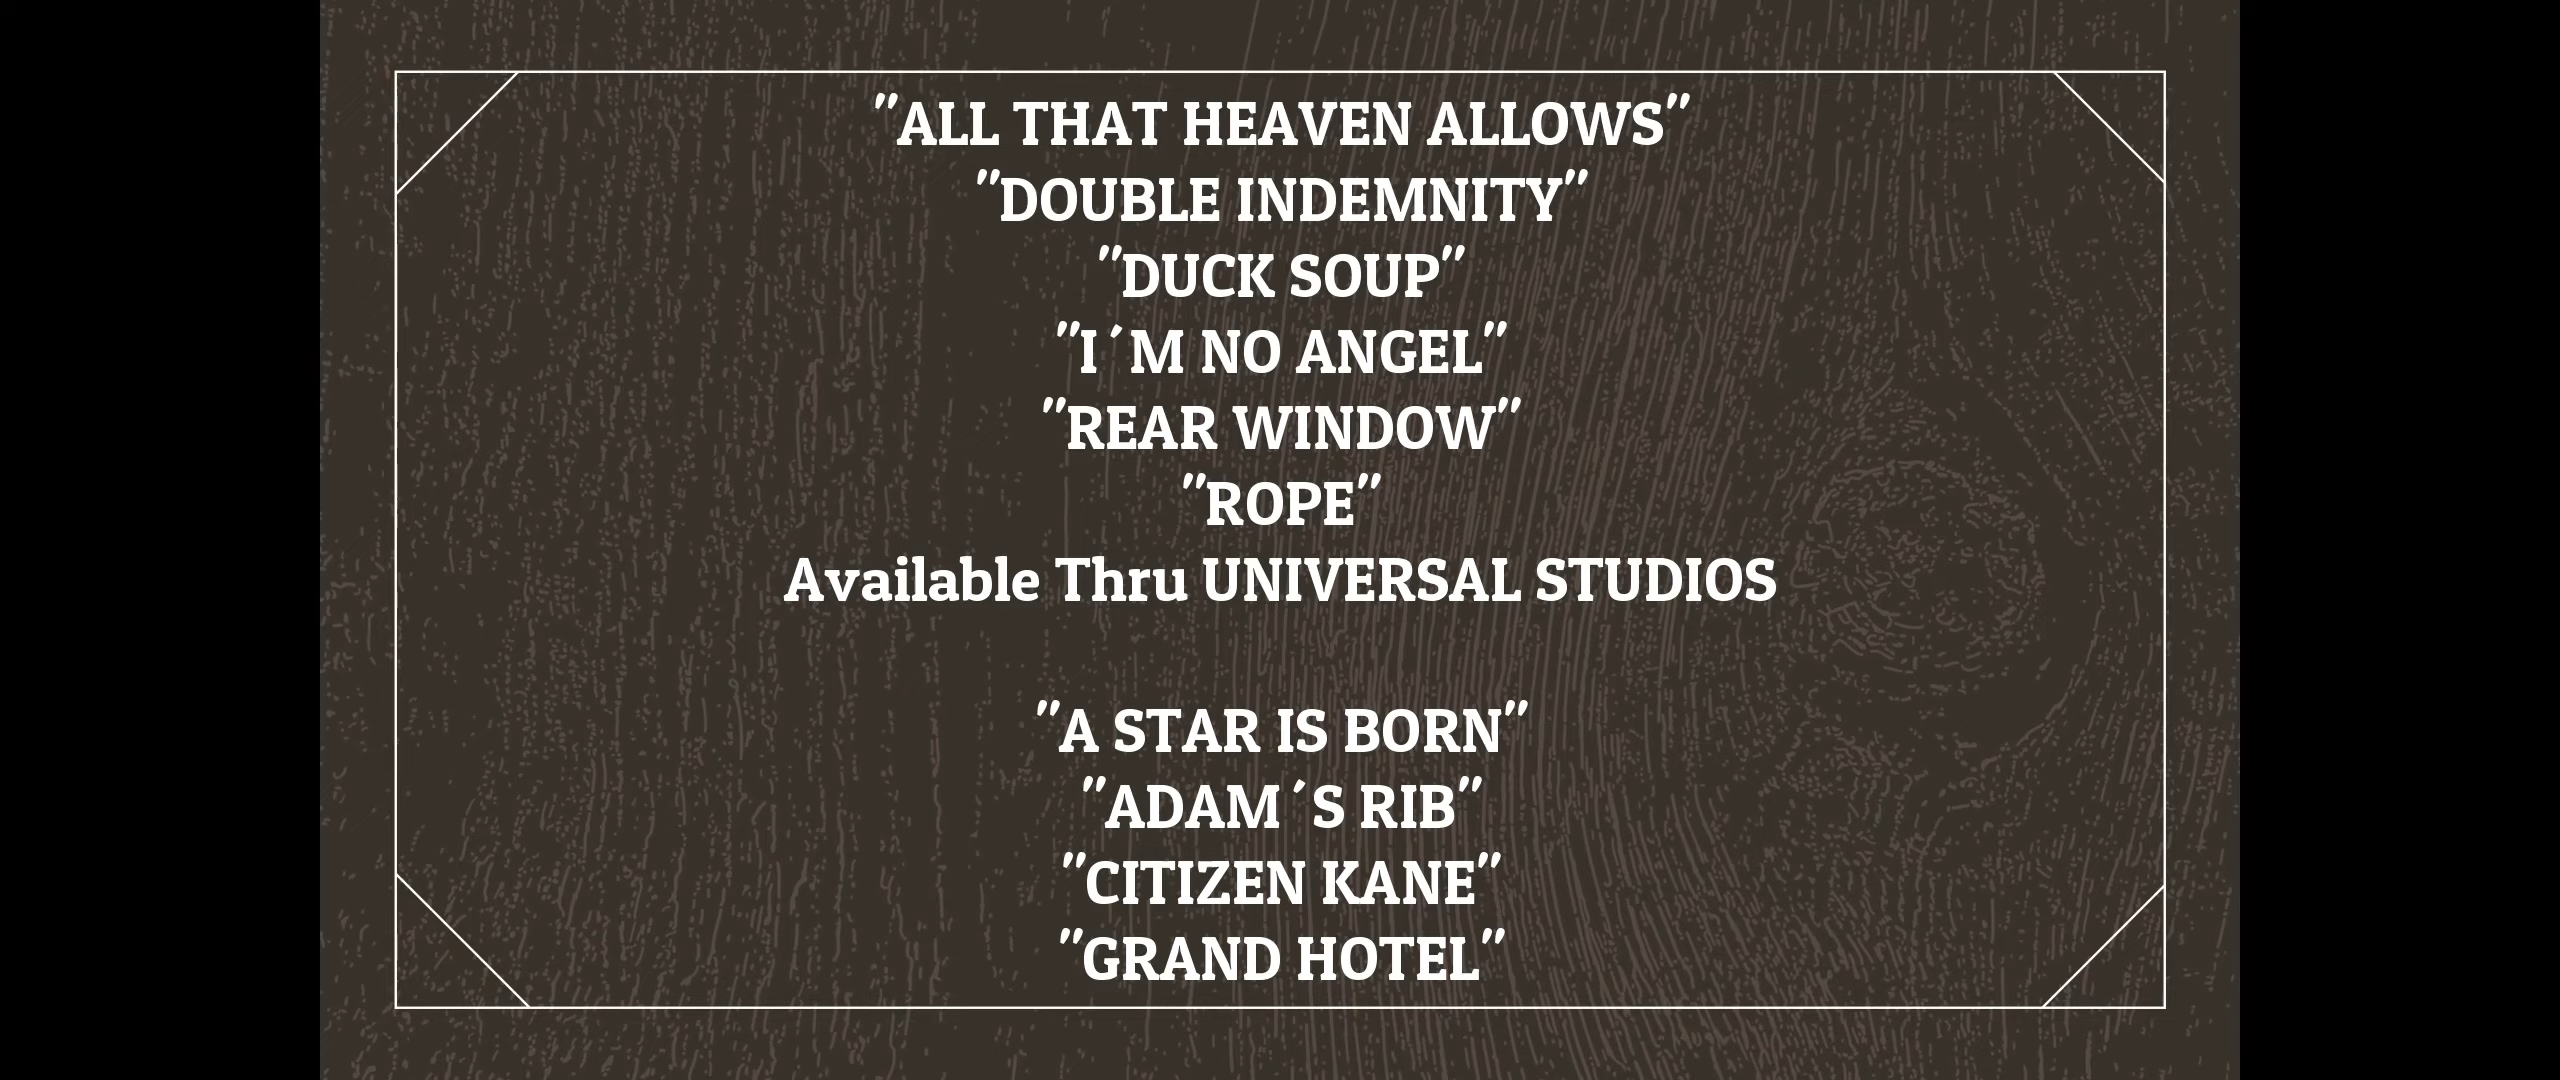 "ALL THAT HEAVEN ALLOWS"
"DOUBLE INDEMNITY"
"DUCK SOUP"
"I´M NO ANGEL"
"REAR WINDOW"
"ROPE"
Available Thru UNIVERSAL STUDIOS
"A STAR IS BORN"
"ADAM´S RIB"
"CITIZEN KANE"
"GRAND HOTEL"